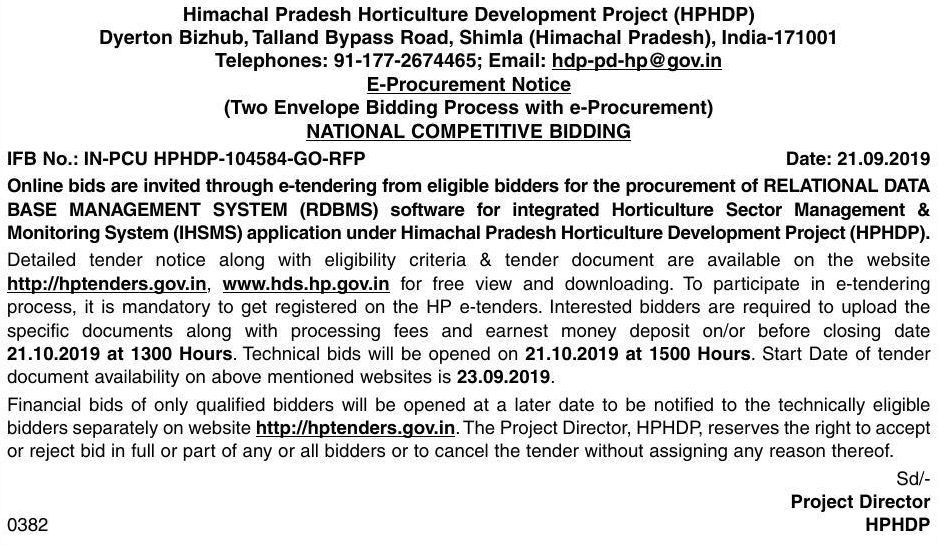 Himachal Pradesh Horticulture Development Project (HPHDP)
Dyerton Bizhub, Talland Bypass Road, Shimla (Himachal Pradesh), India-171001
Telephones: 91-177-2674465; Email: hdp-pd-hp@gov.in
E-Procurement Notice
(Two Envelope Bidding Process with e-Procurement)
NATIONAL COMPETITIVE BIDDING
IFB No.: IN-PCU HPHDP-104584-GO-RFP Date: 21.09.2019
Online bids are invited through e-tendering from eligible bidders for the procurement of RELATIONAL DATA
BASE MANAGEMENT SYSTEM (RDBMS) software for integrated Horticulture Sector Management &
Monitoring System (IHSMS) application under Himachal Pradesh Horticulture Development Project (HPHDP).
Detailed tender notice along with eligibility criteria & tender document are available on the website
http://hptenders.gov.in, www.hds.hp.gov.in for free view and downloading. To participate in e-tendering
process, it is mandatory to get registered on the HP e-tenders. Interested bidders are required to upload the
specific documents along with processing fees and earnest money deposit on/or before closing date
21.10.2019 at 1300 Hours. Technical bids will be opened on 21.10.2019 at 1500 Hours. Start Date of tender
document availability on above mentioned websites is 23.09.2019.
Financial bids of only qualified bidders will be opened at a later date to be notified to the technically eligible
bidders separately on website http://hptenders.gov.in. The Project Director, HPHDP, reserves the right to accept
or reject bid in full or part of any or all bidders or to cancel the tender without assigning any reason thereof.
Sd/-
Project Director
0382 HPHDP